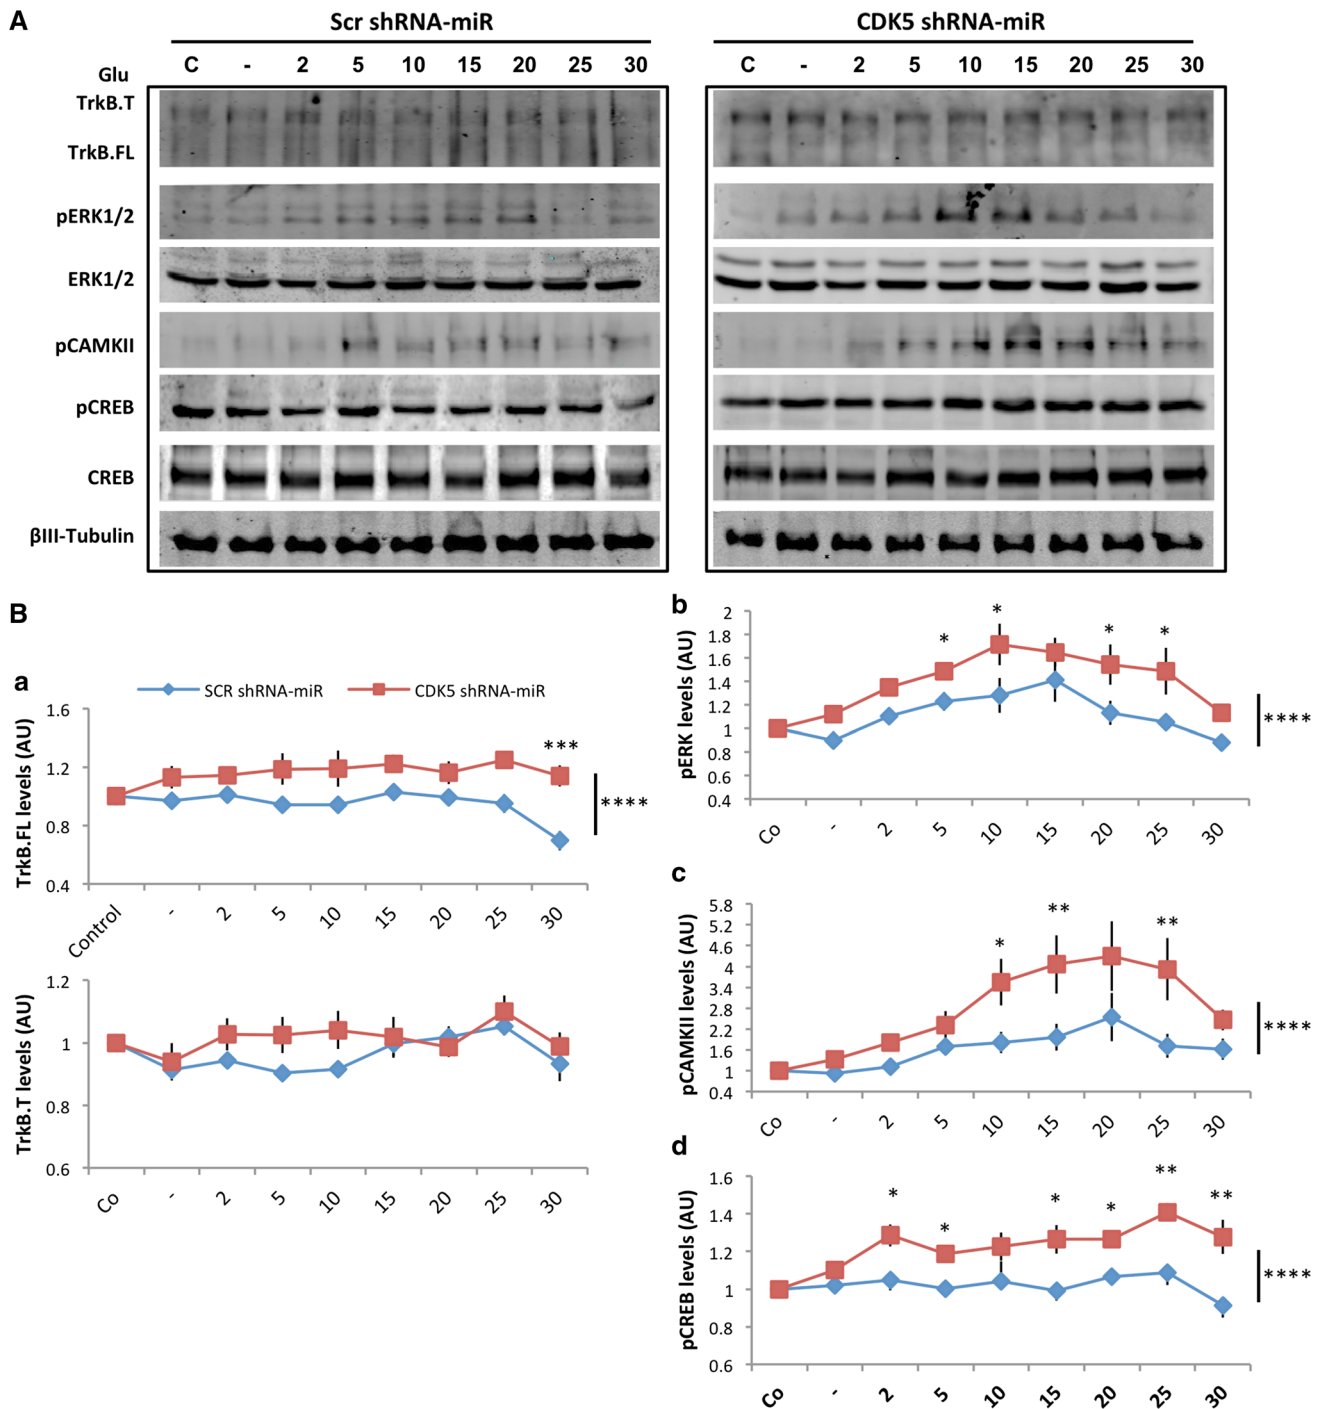 A
Scr shRNA-miR
CDK5 shRNA-miR
Glu
C - 2 5 10 15 20 25 30
C - 2 5 10 15 20 25 30
TrkB.T
TrkB.FL
pERK1/2
ERK1/2
pCAMKII
pCREB
CREB
βIII-Tubulin
B
a
SCR shRNA-miR
CDK5 shRNA-miR
TrkB.FL levels (AU)
1.6
1.2
0.8
0.4
***
****
Control - 2 5 10 15 20 25 30
TrkB.T levels (AU)
1.2
1
0.8
0.6
Co - 2 5 10 15 20 25 30
b
pERK levels (AU)
2
1.8
1.6
1.4
1.2
1
0.8
0.6
0.4
* * * *
****
Co - 2 5 10 15 20 25 30
c
pCAMKII levels (AU)
5.8
5.2
4.6
4
3.4
2.8
2.2
1.6
1
0.4
* ** **
****
Co - 2 5 10 15 20 25 30
d
pCREB levels (AU)
1.6
1.4
1.2
1
0.8
0.6
* * * * ** **
****
Co - 2 5 10 15 20 25 30